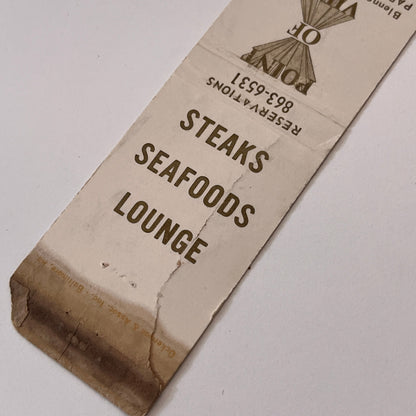 STEAKS
SEAFOODS
LOUNGE
RESERVATIONS
863-6531
POINT
OF
VIEW